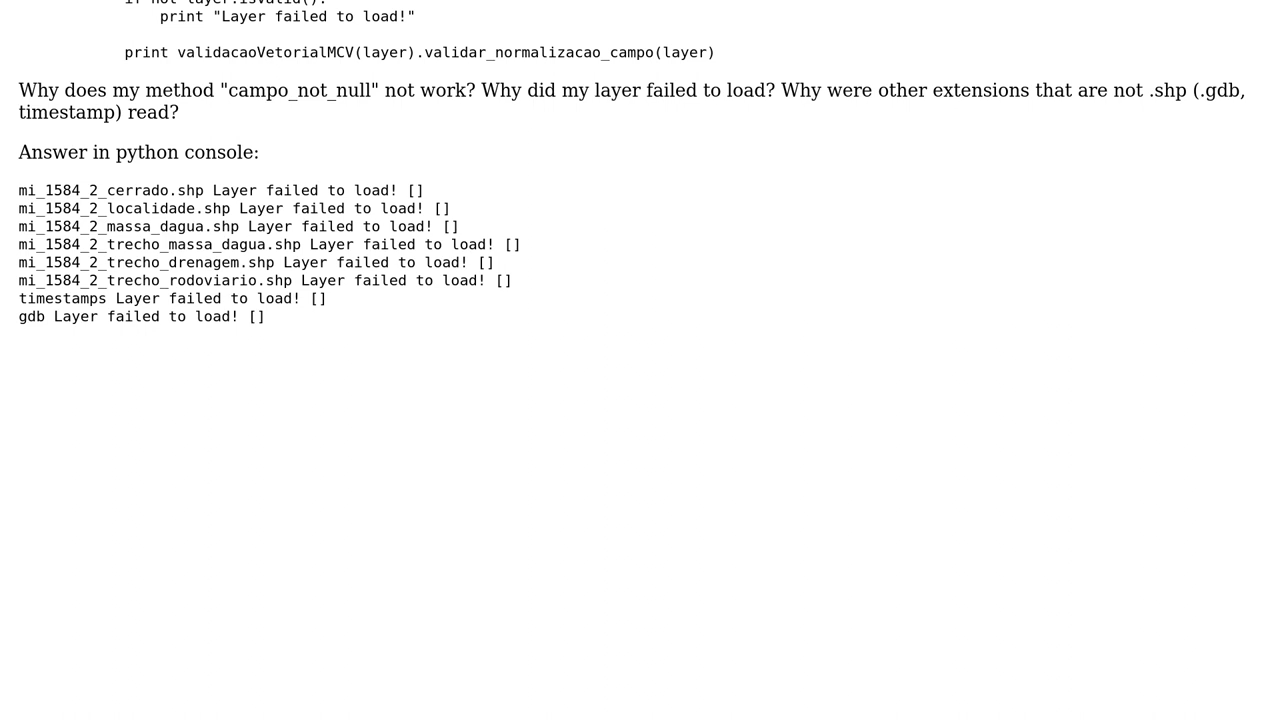 if not layer.isValid():
print "Layer failed to load!"
print validacaoVetorialMCV(layer).validar_normalizacao_campo(layer)
Why does my method "campo_not_null" not work? Why did my layer failed to load? Why were other extensions that are not .shp (.gdb,
timestamp) read?
Answer in python console:
mi_1584_2_cerrado.shp Layer failed to load! []
mi_1584_2_localidade.shp Layer failed to load! []
mi_1584_2_massa_dagua.shp Layer failed to load! []
mi_1584_2_trecho_massa_dagua.shp Layer failed to load! []
mi_1584_2_trecho_drenagem.shp Layer failed to load! []
mi_1584_2_trecho_rodoviario.shp Layer failed to load! []
timestamps Layer failed to load! []
gdb Layer failed to load! []